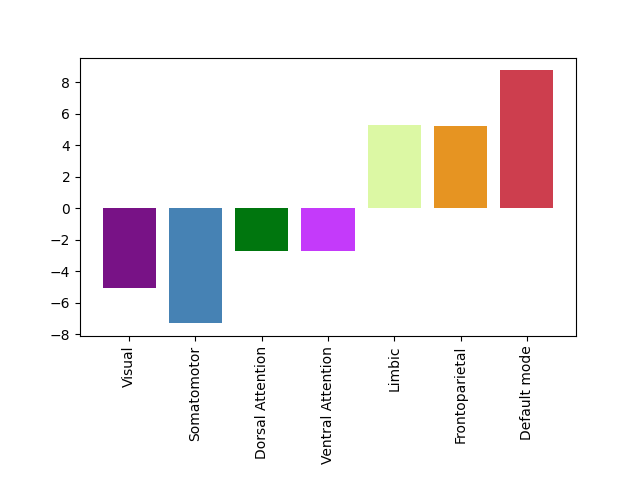 8
6
4
2
0
−2
−4
−6
−8
Visual
Somatomotor
Dorsal Attention
Ventral Attention
Limbic
Frontoparietal
Default mode